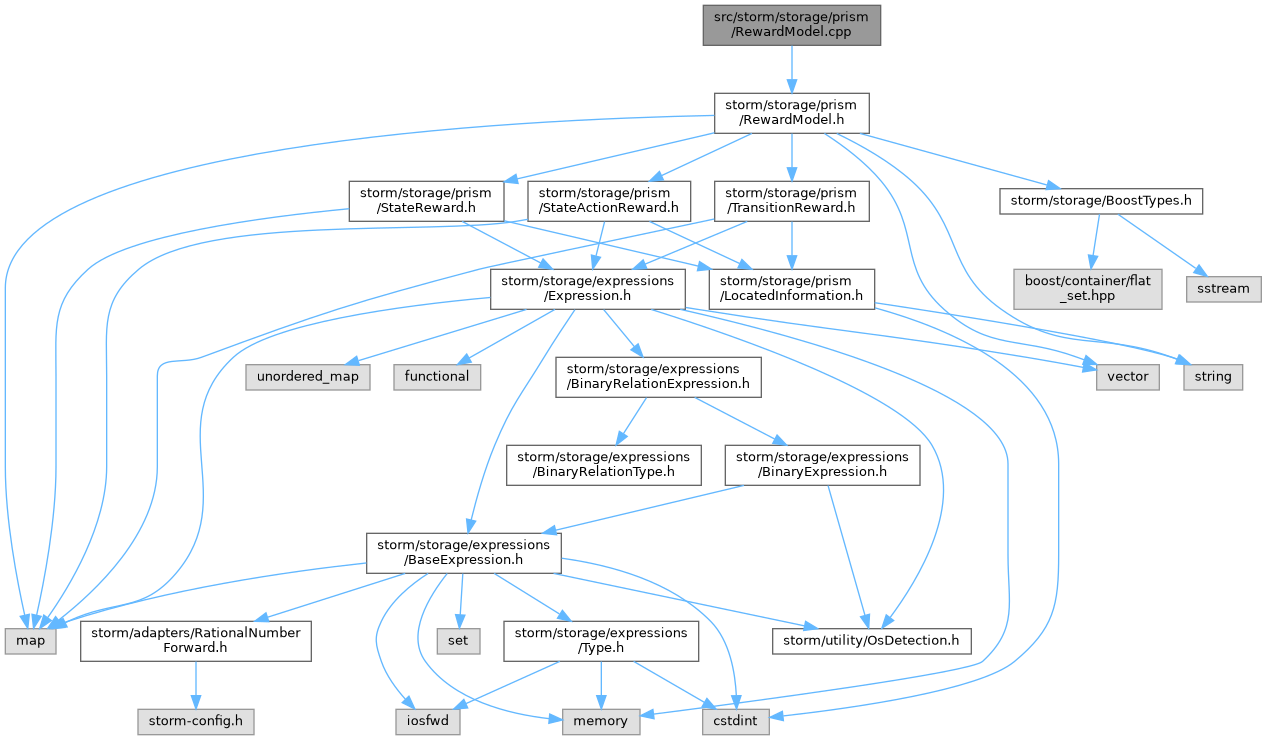 src/storm/storage/prism
/RewardModel.cpp
storm/storage/prism
/RewardModel.h
storm/storage/prism
/StateReward.h
storm/storage/prism
/StateActionReward.h
storm/storage/prism
/TransitionReward.h
storm/storage/BoostTypes.h
storm/storage/expressions
/Expression.h
storm/storage/prism
/LocatedInformation.h
boost/container/flat
_set.hpp
sstream
unordered_map
functional
storm/storage/expressions
/BinaryRelationExpression.h
vector
string
storm/storage/expressions
/BinaryRelationType.h
storm/storage/expressions
/BinaryExpression.h
storm/storage/expressions
/BaseExpression.h
map
storm/adapters/RationalNumber
Forward.h
set
storm/storage/expressions
/Type.h
storm/utility/OsDetection.h
storm-config.h
iosfwd
memory
cstdint